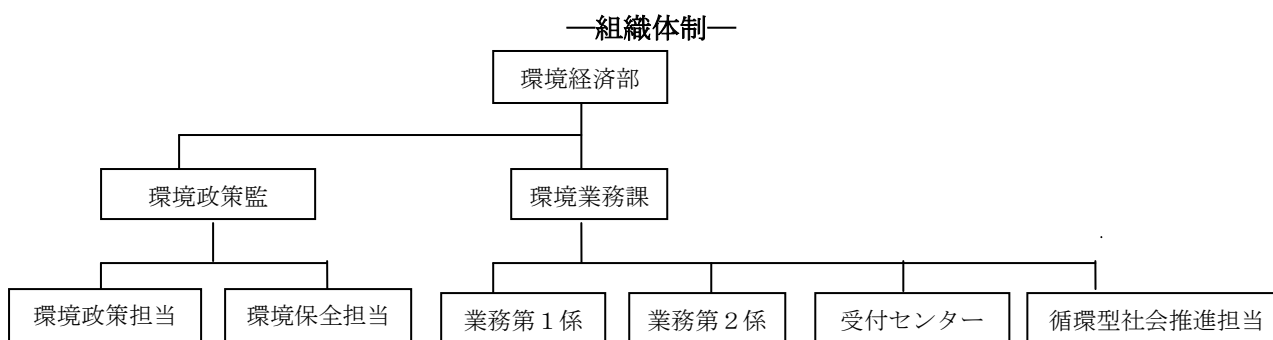 ―組織体制―
環境経済部
環境政策監
環境業務課
環境政策担当
環境保全担当
業務第１係
業務第２係
受付センター
循環型社会推進担当